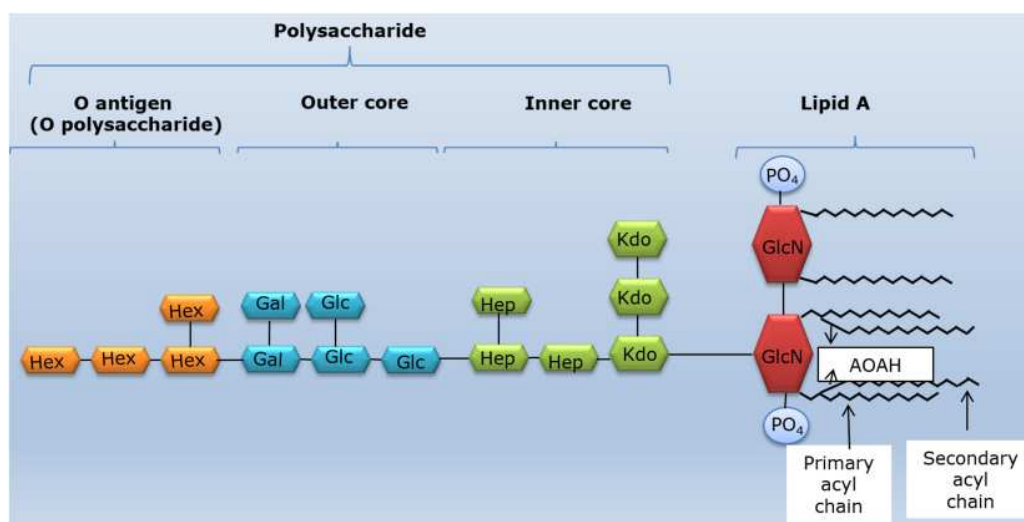 Polysaccharide
O antigen
(O polysaccharide)
Outer core
Inner core
Lipid A
PO4
GlcN
Kdo
Kdo
Hex
Gal
Glc
Hep
Hex
Hex
Hex
Gal
Glc
Glc
Hep
Hep
Kdo
GlcN
AOAH
PO4
Primary
acyl
chain
Secondary
acyl
chain